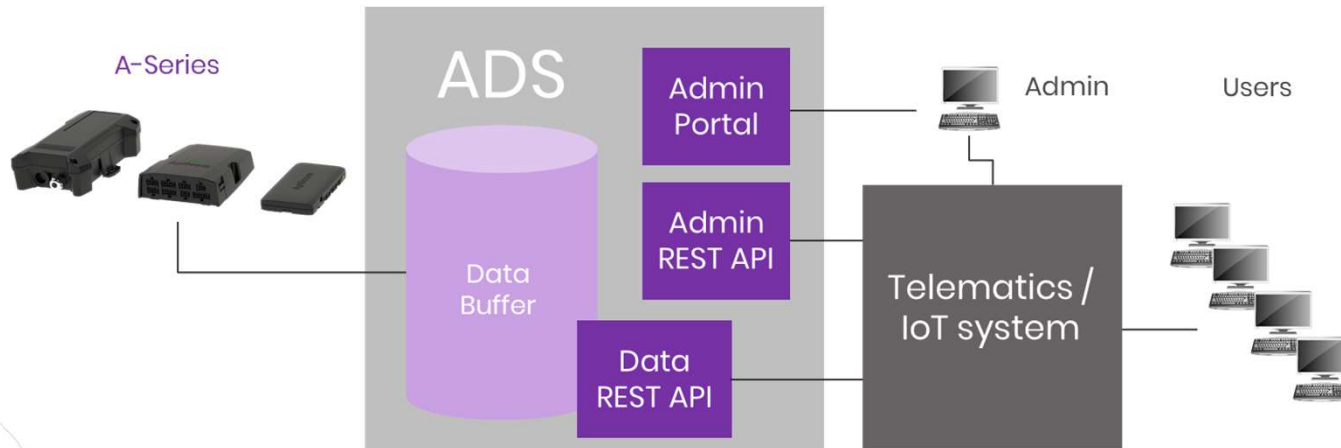 A-Series
ADS
Data
Buffer
Admin
Portal
Admin
REST API
Data
REST API
Admin
Users
Telematics /
IoT system